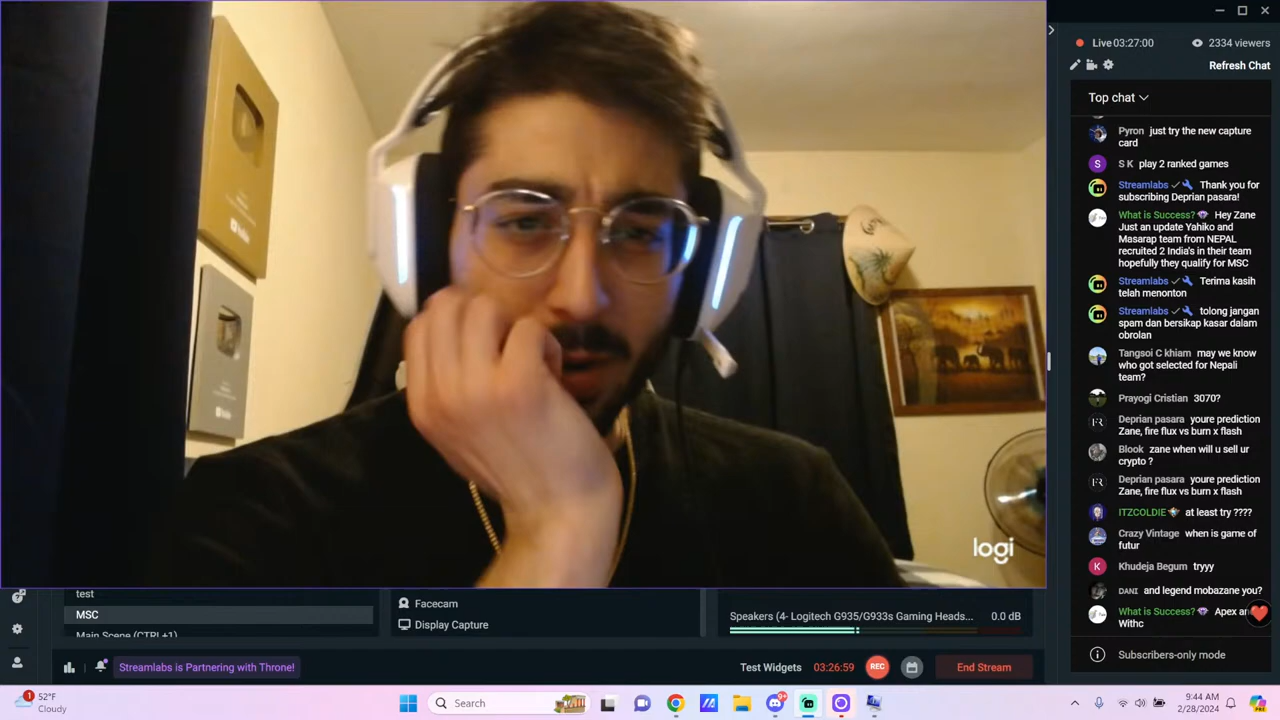 Live 03:27:00
2334 viewers
Refresh Chat
Top chat
Pyron just try the new capture
card
S K play 2 ranked games
Streamlabs Thank you for
subscribing Deprian pasara!
What is Success? Hey Zane
Just an update Yahiko and
Masarap team from NEPAL
recruited 2 India's in their team
hopefully they qualify for MSC
Streamlabs Terima kasih
telah menonton
Streamlabs tolong jangan
spam dan bersikap kasar dalam
obrolan
Tangsoi C khiam may we know
who got selected for Nepali
team?
Prayogi Cristian 3070?
Deprian pasara youre prediction
Zane, fire flux vs burn x flash
Blook zane when will u sell ur
crypto ?
Deprian pasara youre prediction
Zane, fire flux vs burn x flash
ITZCOLDIE at least try ????
Crazy Vintage when is game of
futur
Khudeja Begum tryyy
DANI and legend mobazane you?
What is Success? Apex an
Withc
Subscribers-only mode
logi
test
MSC
Main Scene (CTRL+1)
Facecam
Display Capture
Speakers (4- Logitech G935/G933s Gaming Heads...
0.0 dB
Streamlabs is Partnering with Throne!
Test Widgets
03:26:59
REC
End Stream
1
52°F
Cloudy
Search
9+
9:44 AM
2/28/2024